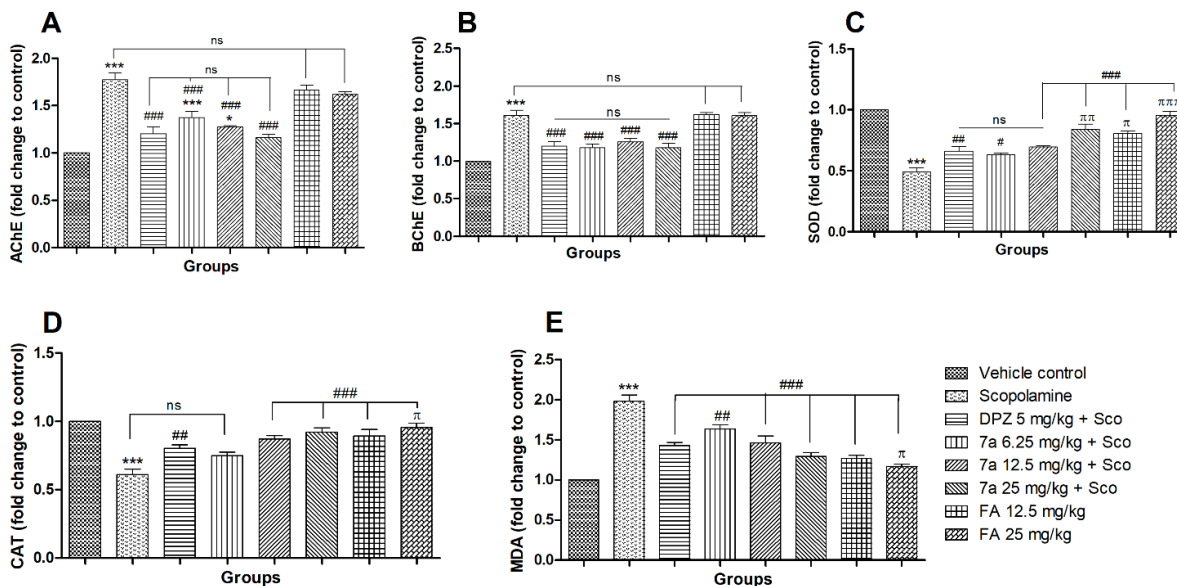 A
AChE (fold change to control)
2.0
1.5
1.0
0.5
0.0
ns
ns
***
###
###
***
###
*
###
Groups
B
BChE (fold change to control)
2.5
2.0
1.5
1.0
0.5
0.0
ns
***
ns
###
###
###
###
Groups
C
SOD (fold change to control)
1.5
1.0
0.5
0.0
###
πππ
ππ
π
ns
##
#
***
Groups
D
CAT (fold change to control)
1.5
1.0
0.5
0.0
ns
###
π
##
***
Groups
E
MDA (fold change to control)
2.5
2.0
1.5
1.0
0.5
0.0
***
###
##
π
Groups
Vehicle control
Scopolamine
DPZ 5 mg/kg + Sco
7a 6.25 mg/kg + Sco
7a 12.5 mg/kg + Sco
7a 25 mg/kg + Sco
FA 12.5 mg/kg
FA 25 mg/kg